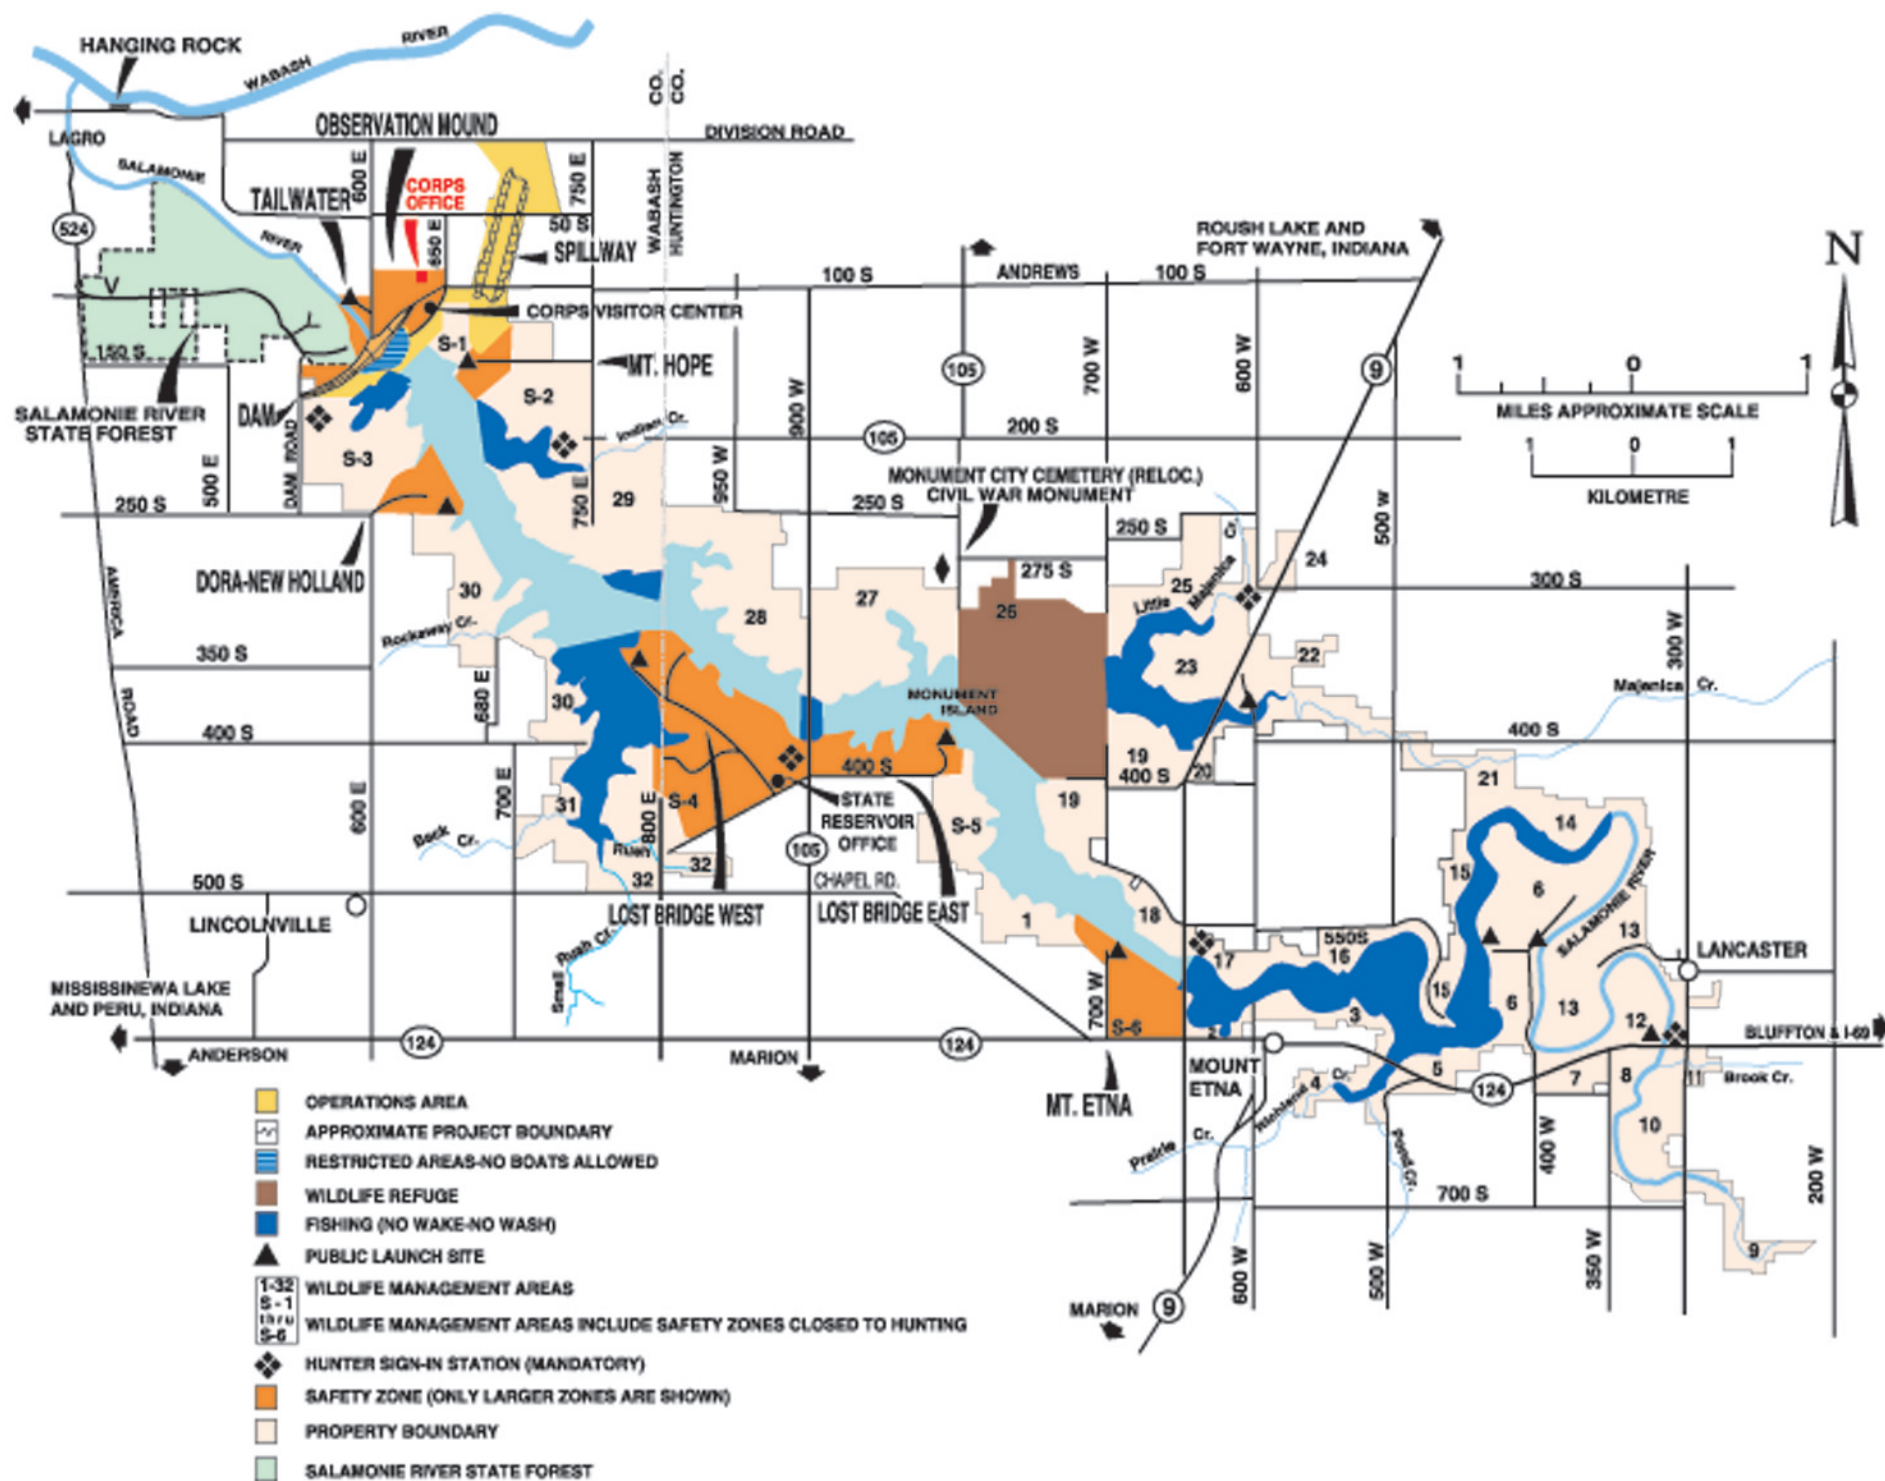 HANGING ROCK
WABASH
RIVER
CO.
CO.
LAGRO
OBSERVATION MOUND
DIVISION ROAD
SALAMONIE
600 E
TAILWATER
CORPS
OFFICE
750 E
WABASH
HUNTINGTON
524
RIVER
650 E
50 S
SPILLWAY
ROUSH LAKE AND
FORT WAYNE, INDIANA
N
V
100 S
ANDREWS
100 S
CORPS VISITOR CENTER
150 S
S-1
MT. HOPE
105
700 W
600 W
9
1 0 1
MILES APPROXIMATE SCALE
SALAMONIE RIVER
STATE FOREST
DAM
S-2
900 W
Indian Cr.
105
200 S
1 0 1
KILOMETRE
500 E
DAM ROAD
S-3
950 W
MONUMENT CITY CEMETERY (RELOC.)
CIVIL WAR MONUMENT
250 S
750 E
29
250 S
250 S
Cr.
500 W
DORA-NEW HOLLAND
275 S
24
300 S
AMERICA
30
28
27
26
25
Little
Majenica
Rockaway Cr.
350 S
ROAD
680 E
30
MONUMENT
ISLAND
23
22
300 W
Majenica Cr.
400 S
400 S
19
400 S
20
400 S
600 E
700 E
31
800 E
S-4
STATE
RESERVOIR
OFFICE
S-5
19
21
14
Back Cr.
Rush
32
32
105
CHAPEL RD.
15
6
SALAMONIE RIVER
500 S
LINCOLNVILLE
LOST BRIDGE WEST
LOST BRIDGE EAST
1
18
13
LANCASTER
Small
Rush Cr.
17
550S
16
15
6
13
12
MISSISSINEWA LAKE
AND PERU, INDIANA
700 W
S-6
2
3
BLUFFTON & I-69
124
ANDERSON
MARION
124
MT. ETNA
MOUNT
ETNA
4
Cr.
Richland
5
124
7
8
11
Brook Cr.
10
Prairie Cr.
Pond Cr.
400 W
200 W
700 S
600 W
500 W
350 W
9
MARION
9
OPERATIONS AREA
APPROXIMATE PROJECT BOUNDARY
RESTRICTED AREAS-NO BOATS ALLOWED
WILDLIFE REFUGE
FISHING (NO WAKE-NO WASH)
PUBLIC LAUNCH SITE
1-32
S-1
thru
S-6
WILDLIFE MANAGEMENT AREAS
WILDLIFE MANAGEMENT AREAS INCLUDE SAFETY ZONES CLOSED TO HUNTING
HUNTER SIGN-IN STATION (MANDATORY)
SAFETY ZONE (ONLY LARGER ZONES ARE SHOWN)
PROPERTY BOUNDARY
SALAMONIE RIVER STATE FOREST